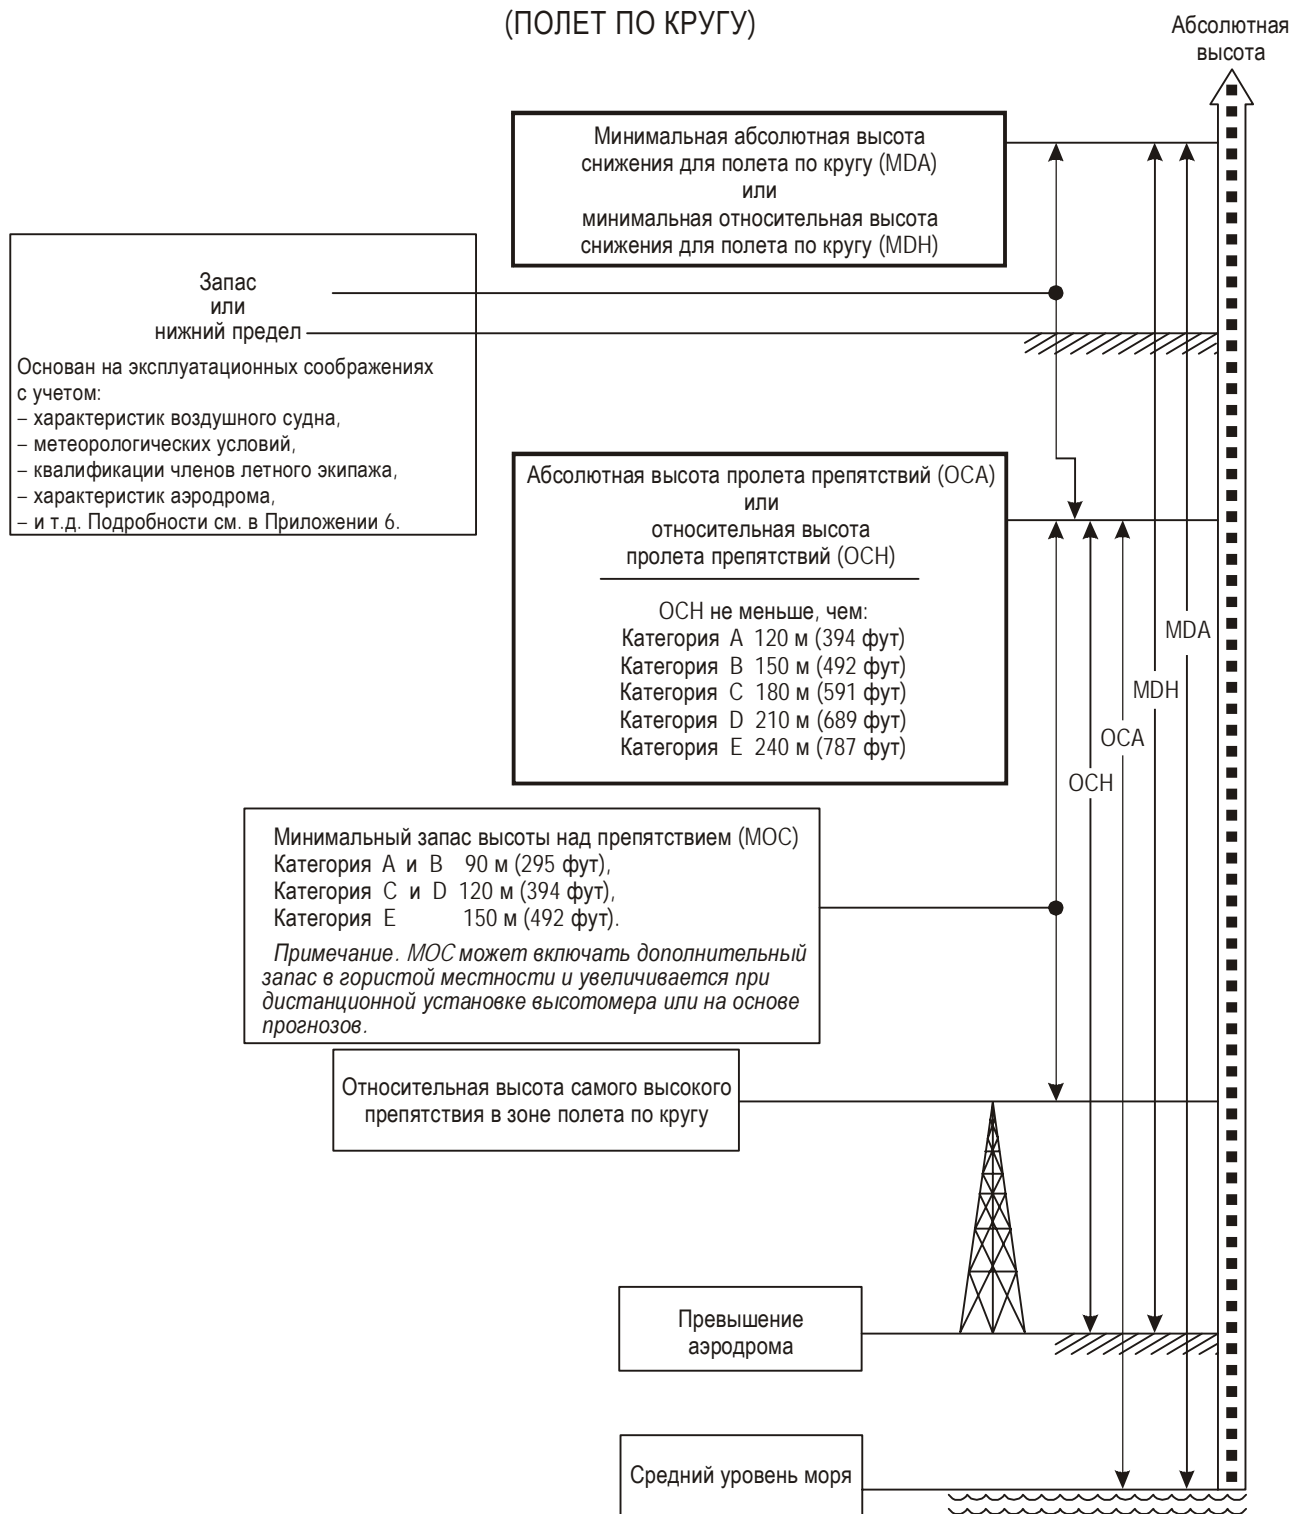 (ПОЛЕТ ПО КРУГУ)
Абсолютная
высота
Минимальная абсолютная высота
снижения для полета по кругу (MDA)
или
минимальная относительная высота
снижения для полета по кругу (MDH)
Запас
или
нижний предел
Основан на эксплуатационных соображениях
с учетом:
– характеристик воздушного судна,
– метеорологических условий,
– квалификации членов летного экипажа,
– характеристик аэродрома,
– и т.д. Подробности см. в Приложении 6.
Абсолютная высота пролета препятствий (OCA)
или
относительная высота
пролета препятствий (OCH)
OCH не меньше, чем:
Категория A 120 м (394 фут)
Категория B 150 м (492 фут)
Категория C 180 м (591 фут)
Категория D 210 м (689 фут)
Категория E 240 м (787 фут)
MDA
MDH
OCA
OCH
Минимальный запас высоты над препятствием (MOC)
Категория A и B 90 м (295 фут),
Категория C и D 120 м (394 фут),
Категория E 150 м (492 фут).
Примечание. MOC может включать дополнительный
запас в гористой местности и увеличивается при
дистанционной установке высотомера или на основе
прогнозов.
Относительная высота самого высокого
препятствия в зоне полета по кругу
Превышение
аэродрома
Средний уровень моря